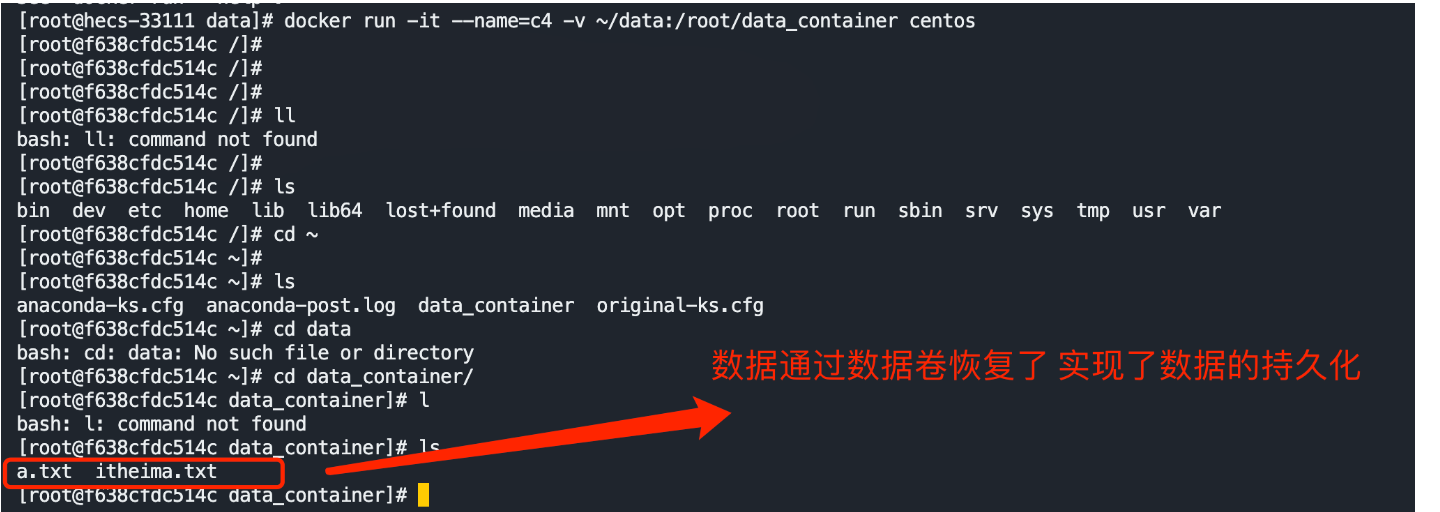 [root@hecs-33111 data]# docker run -it --name=c4 -v ~/data:/root/data_container centos
[root@f638cfdc514c /]#
[root@f638cfdc514c /]#
[root@f638cfdc514c /]#
[root@f638cfdc514c /]# ll
bash: ll: command not found
[root@f638cfdc514c /]#
[root@f638cfdc514c /]# ls
bin dev etc home lib lib64 lost+found media mnt opt proc root run sbin srv sys tmp usr var
[root@f638cfdc514c /]# cd ~
[root@f638cfdc514c ~]#
[root@f638cfdc514c ~]# ls
anaconda-ks.cfg anaconda-post.log data_container original-ks.cfg
[root@f638cfdc514c ~]# cd data
bash: cd: data: No such file or directory
[root@f638cfdc514c ~]# cd data_container/
数据通过数据卷恢复了 实现了数据的持久化
[root@f638cfdc514c data_container]# l
bash: l: command not found
[root@f638cfdc514c data_container]# ls
a.txt itheima.txt
[root@f638cfdc514c data_container]#